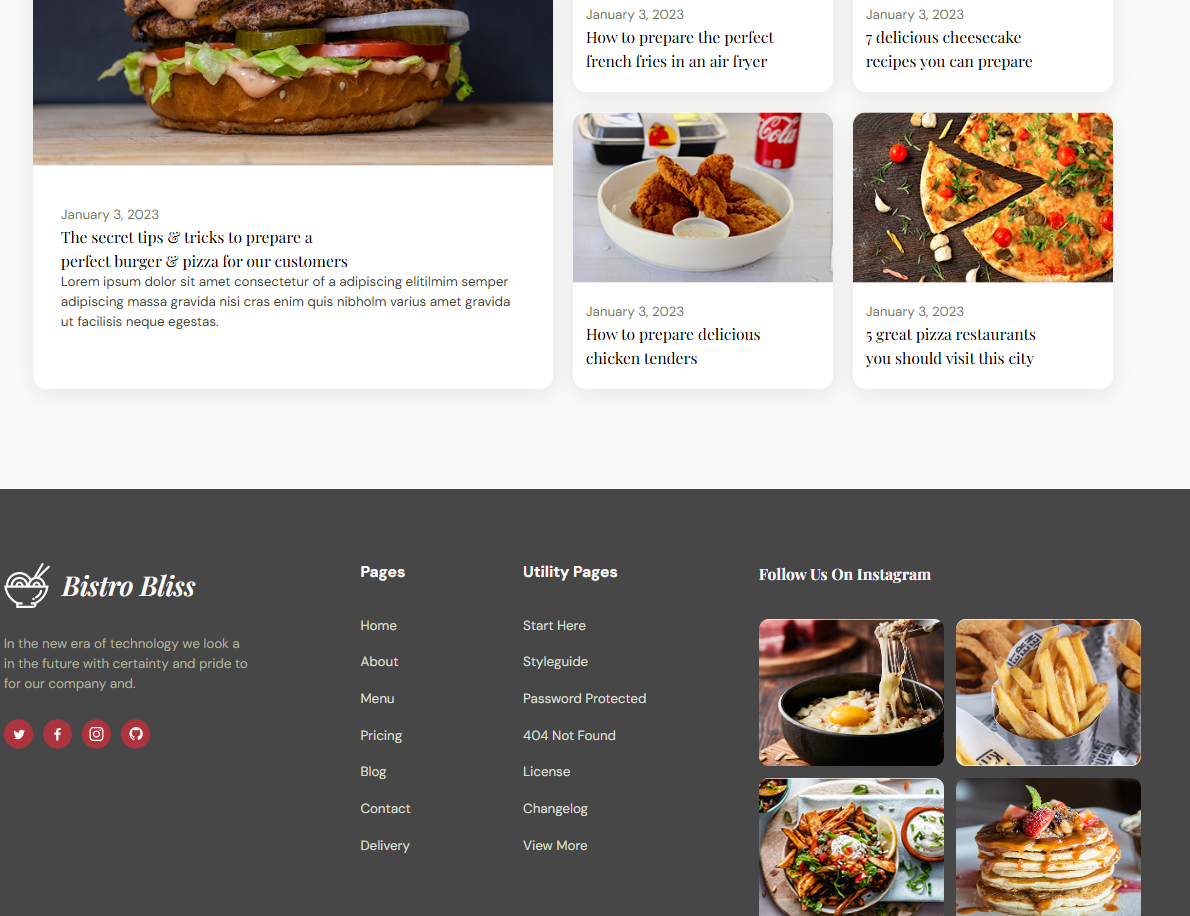 January 3, 2023
How to prepare the perfect
french fries in an air fryer
January 3, 2023
7 delicious cheesecake
recipes you can prepare
January 3, 2023
The secret tips & tricks to prepare a
perfect burger & pizza for our customers
Lorem ipsum dolor sit amet consectetur of a adipiscing elitilmim semper
adipiscing massa gravida nisi cras enim quis nibholm varius amet gravida
ut facilisis neque egestas.
Coca
January 3, 2023
How to prepare delicious
chicken tenders
January 3, 2023
5 great pizza restaurants
you should visit this city
Bistro Bliss
In the new era of technology we look a
in the future with certainty and pride to
for our company and.
Pages
Home
About
Menu
Pricing
Blog
Contact
Delivery
Utility Pages
Start Here
Styleguide
Password Protected
404 Not Found
License
Changelog
View More
Follow Us On Instagram